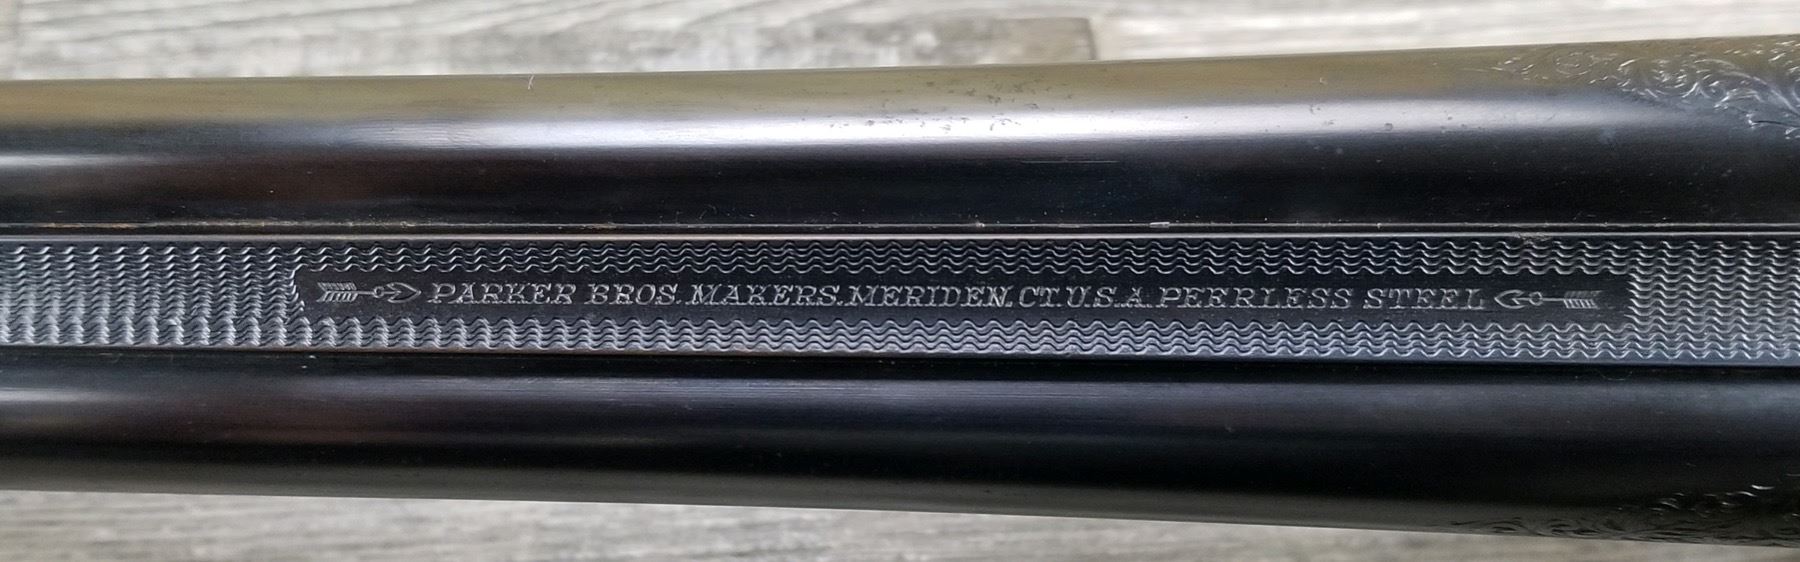 PARKER BROS. MAKERS. MERIDEN, CT. U.S.A. PEERLESS STEEL